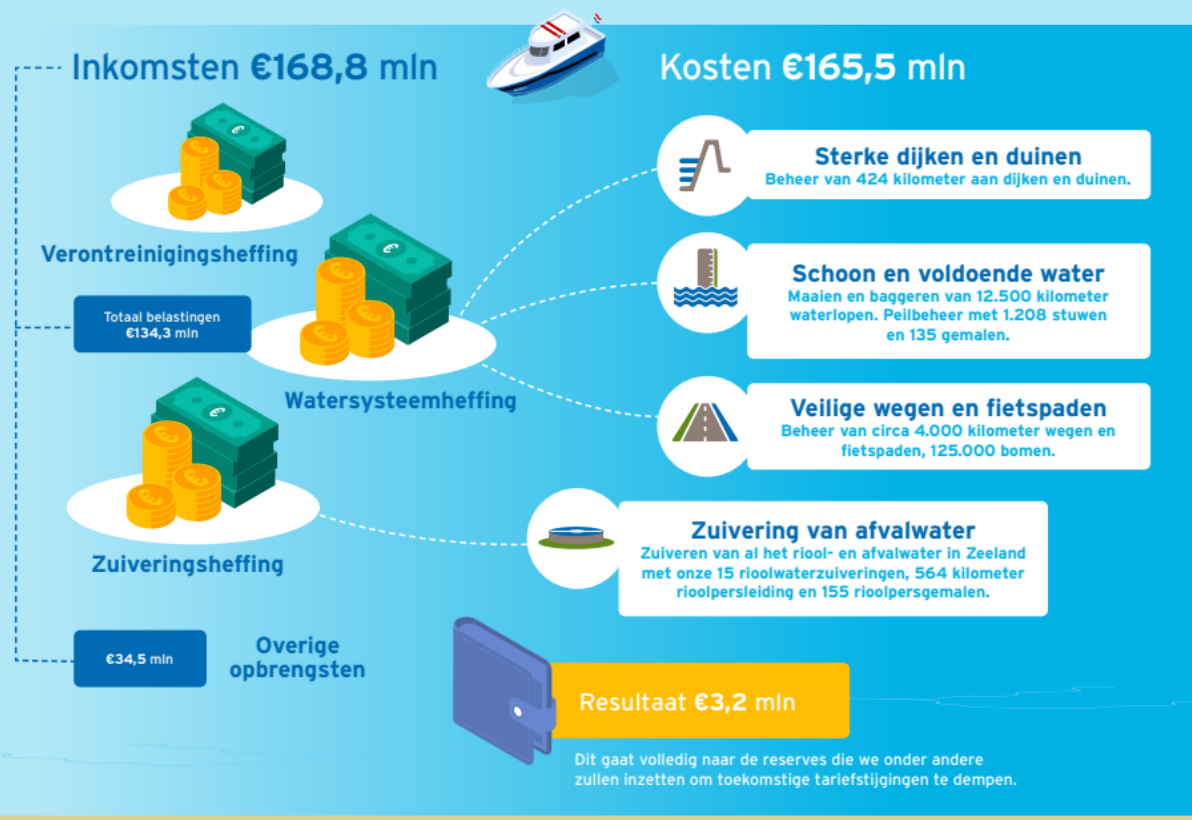 Inkomsten €168,8 mln
Verontreinigingsheffing
Totaal belastingen
€134,3 mln
Watersysteemheffing
Zuiveringsheffing
€34,5 mln
Overige
opbrengsten
Kosten €165,5 mln
Sterke dijken en duinen
Beheer van 424 kilometer aan dijken en duinen.
Schoon en voldoende water
Maaien en baggeren van 12.500 kilometer
waterlopen. Peilbeheer met 1.208 stuwen
en 135 gemalen.
Veilige wegen en fietspaden
Beheer van circa 4.000 kilometer wegen en
fietspaden, 125.000 bomen.
Zuivering van afvalwater
Zuiveren van al het riool- en afvalwater in Zeeland
met onze 15 rioolwaterzuiveringen, 564 kilometer
rioolpersleiding en 155 rioolpersgemalen.
Resultaat €3,2 mln
Dit gaat volledig naar de reserves die we onder andere
zullen inzetten om toekomstige tariefstijgingen te dempen.